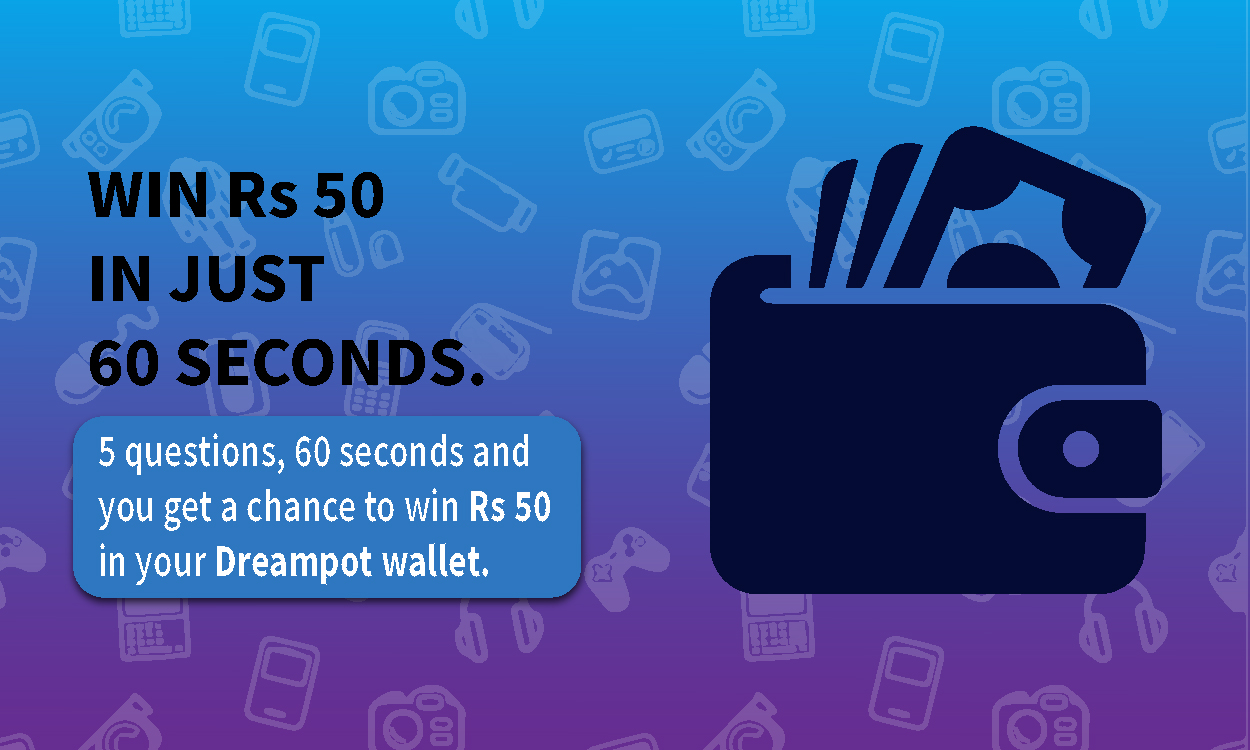 WIN Rs 50
IN JUST
60 SECONDS.
5 questions, 60 seconds and
you get a chance to win Rs 50
in your Dreampot wallet.